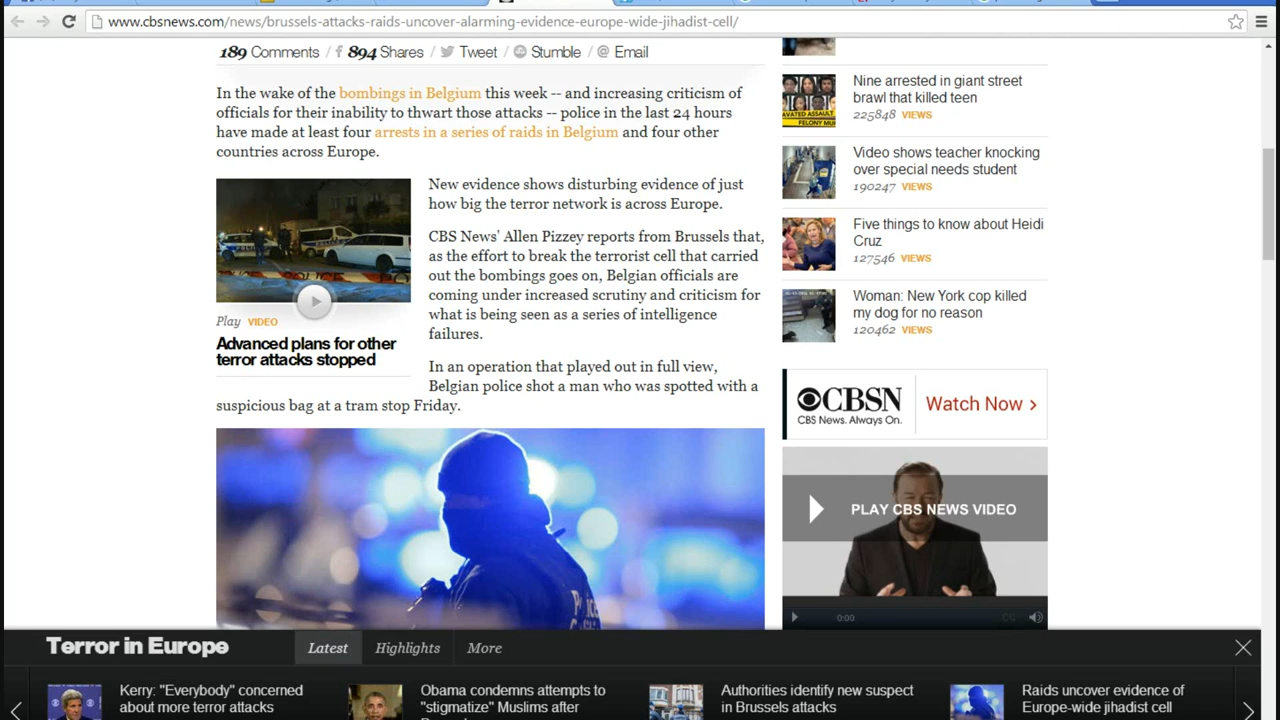 www.cbsnews.com/news/brussels-attacks-raids-uncover-alarming-evidence-europe-wide-jihadist-cell/
189 Comments / 894 Shares / Tweet / Stumble / @ Email
In the wake of the bombings in Belgium this week -- and increasing criticism of
officials for their inability to thwart those attacks -- police in the last 24 hours
have made at least four arrests in a series of raids in Belgium and four other
countries across Europe.
New evidence shows disturbing evidence of just
how big the terror network is across Europe.
CBS News' Allen Pizzey reports from Brussels that,
as the effort to break the terrorist cell that carried
out the bombings goes on, Belgian officials are
coming under increased scrutiny and criticism for
what is being seen as a series of intelligence
failures.
Play VIDEO
Advanced plans for other
terror attacks stopped
In an operation that played out in full view,
Belgian police shot a man who was spotted with a
suspicious bag at a tram stop Friday.
Nine arrested in giant street
brawl that killed teen
225848 VIEWS
Video shows teacher knocking
over special needs student
190247 VIEWS
Five things to know about Heidi
Cruz
127546 VIEWS
Woman: New York cop killed
my dog for no reason
120462 VIEWS
CBSN
CBS News. Always On.
Watch Now >
PLAY CBS NEWS VIDEO
0:00
Terror in Europe
Latest
Highlights
More
Kerry: "Everybody" concerned
about more terror attacks
Obama condemns attempts to
"stigmatize" Muslims after
Authorities identify new suspect
in Brussels attacks
Raids uncover evidence of
Europe-wide jihadist cell